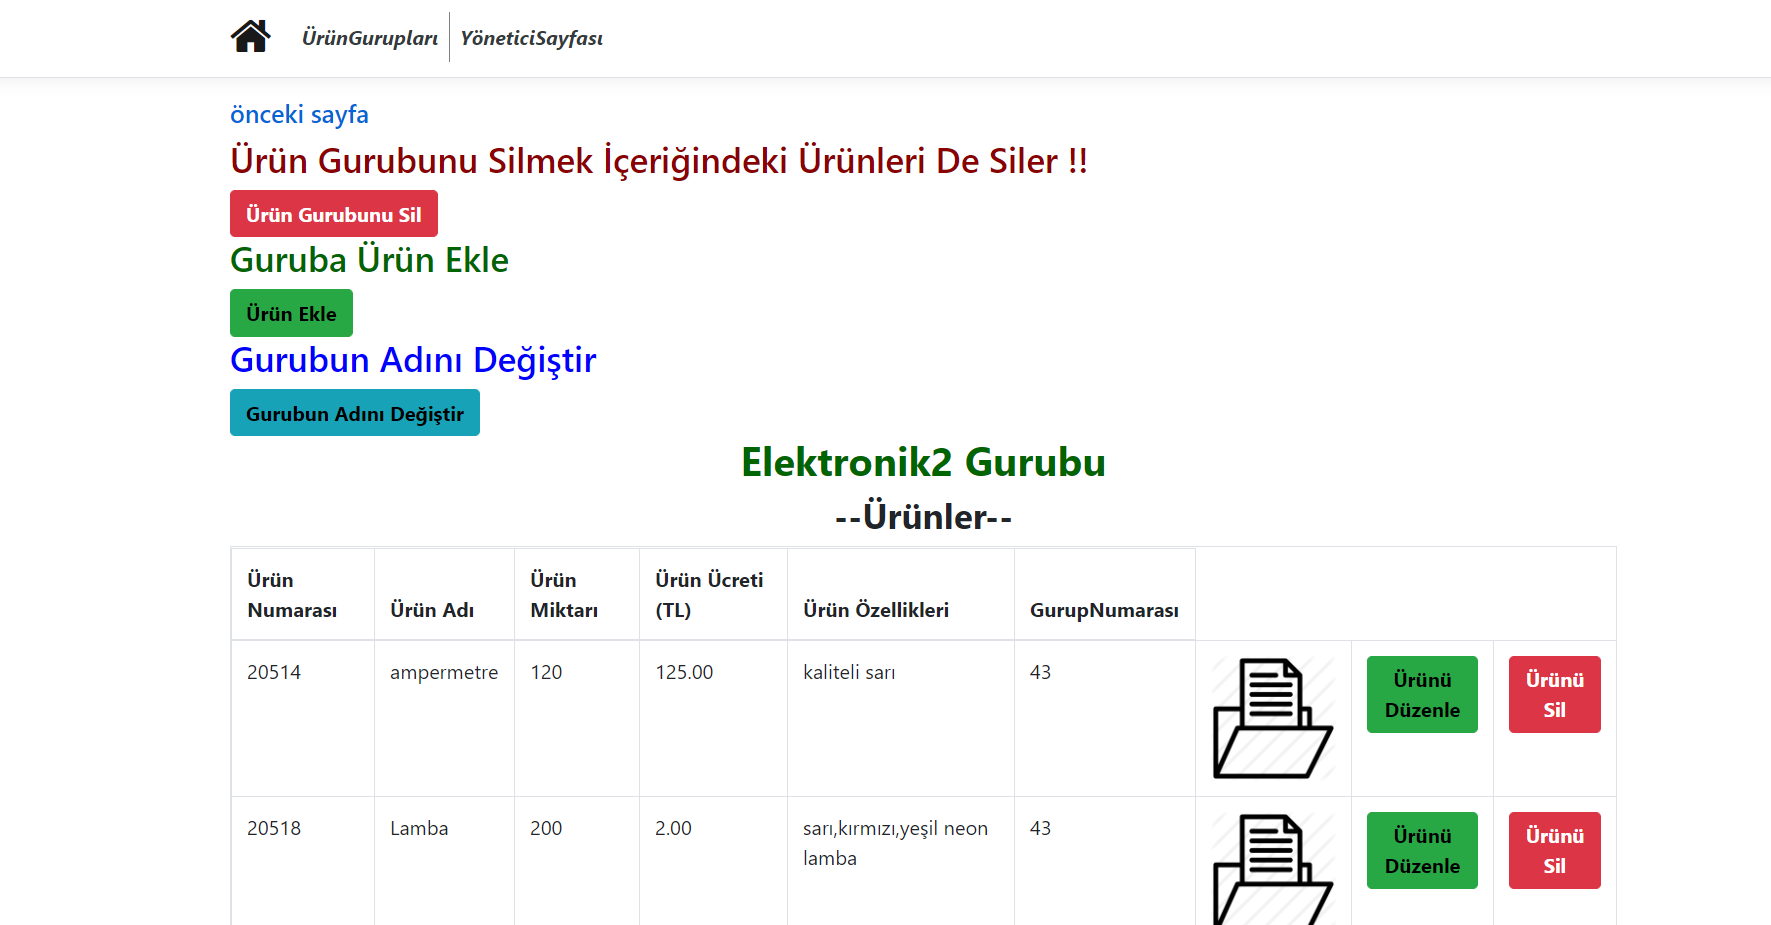 ÜrünGurupları YöneticiSayfası
önceki sayfa
Ürün Gurubunu Silmek İçeriğindeki Ürünleri De Siler !!
Ürün Gurubunu Sil
Guruba Ürün Ekle
Ürün Ekle
Gurubun Adını Değiştir
Gurubun Adını Değiştir
Elektronik2 Gurubu
--Ürünler--
Ürün Numarası Ürün Adı Ürün Miktarı Ürün Ücreti (TL) Ürün Özellikleri GurupNumarası
20514 ampermetre 120 125.00 kaliteli sarı 43 Ürünü Düzenle Ürünü Sil
20518 Lamba 200 2.00 sarı,kırmızı,yeşil neon lamba 43 Ürünü Düzenle Ürünü Sil